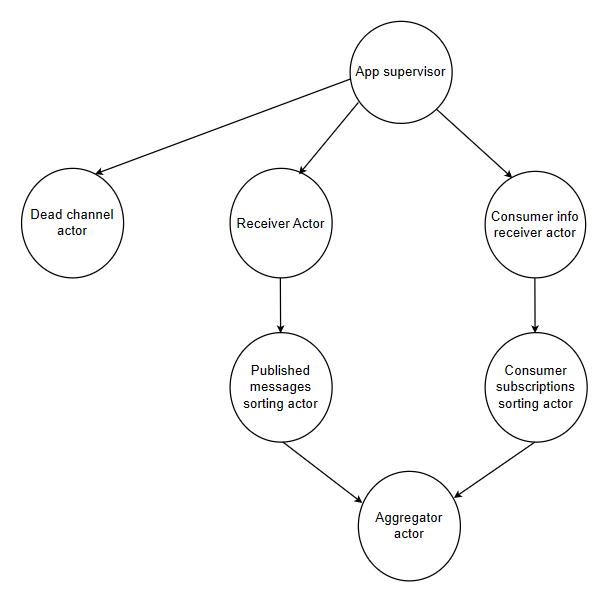 App supervisor
Dead channel
actor
Receiver Actor
Consumer info
receiver actor
Published
messages
sorting actor
Consumer
subscriptions
sorting actor
Aggregator
actor